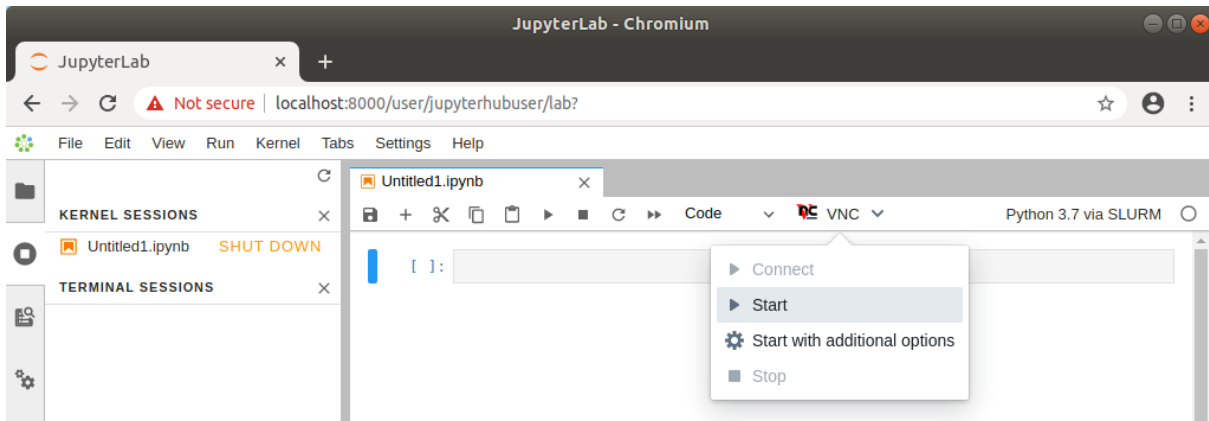 JupyterLab - Chromium
JupyterLab
Not secure | localhost:8000/user/jupyterhubuser/lab?
File Edit View Run Kernel Tabs Settings Help
Untitled1.ipynb
Code VNC Python 3.7 via SLURM
KERNEL SESSIONS
Untitled1.ipynb SHUT DOWN
TERMINAL SESSIONS
[ ]:
Connect
Start
Start with additional options
Stop